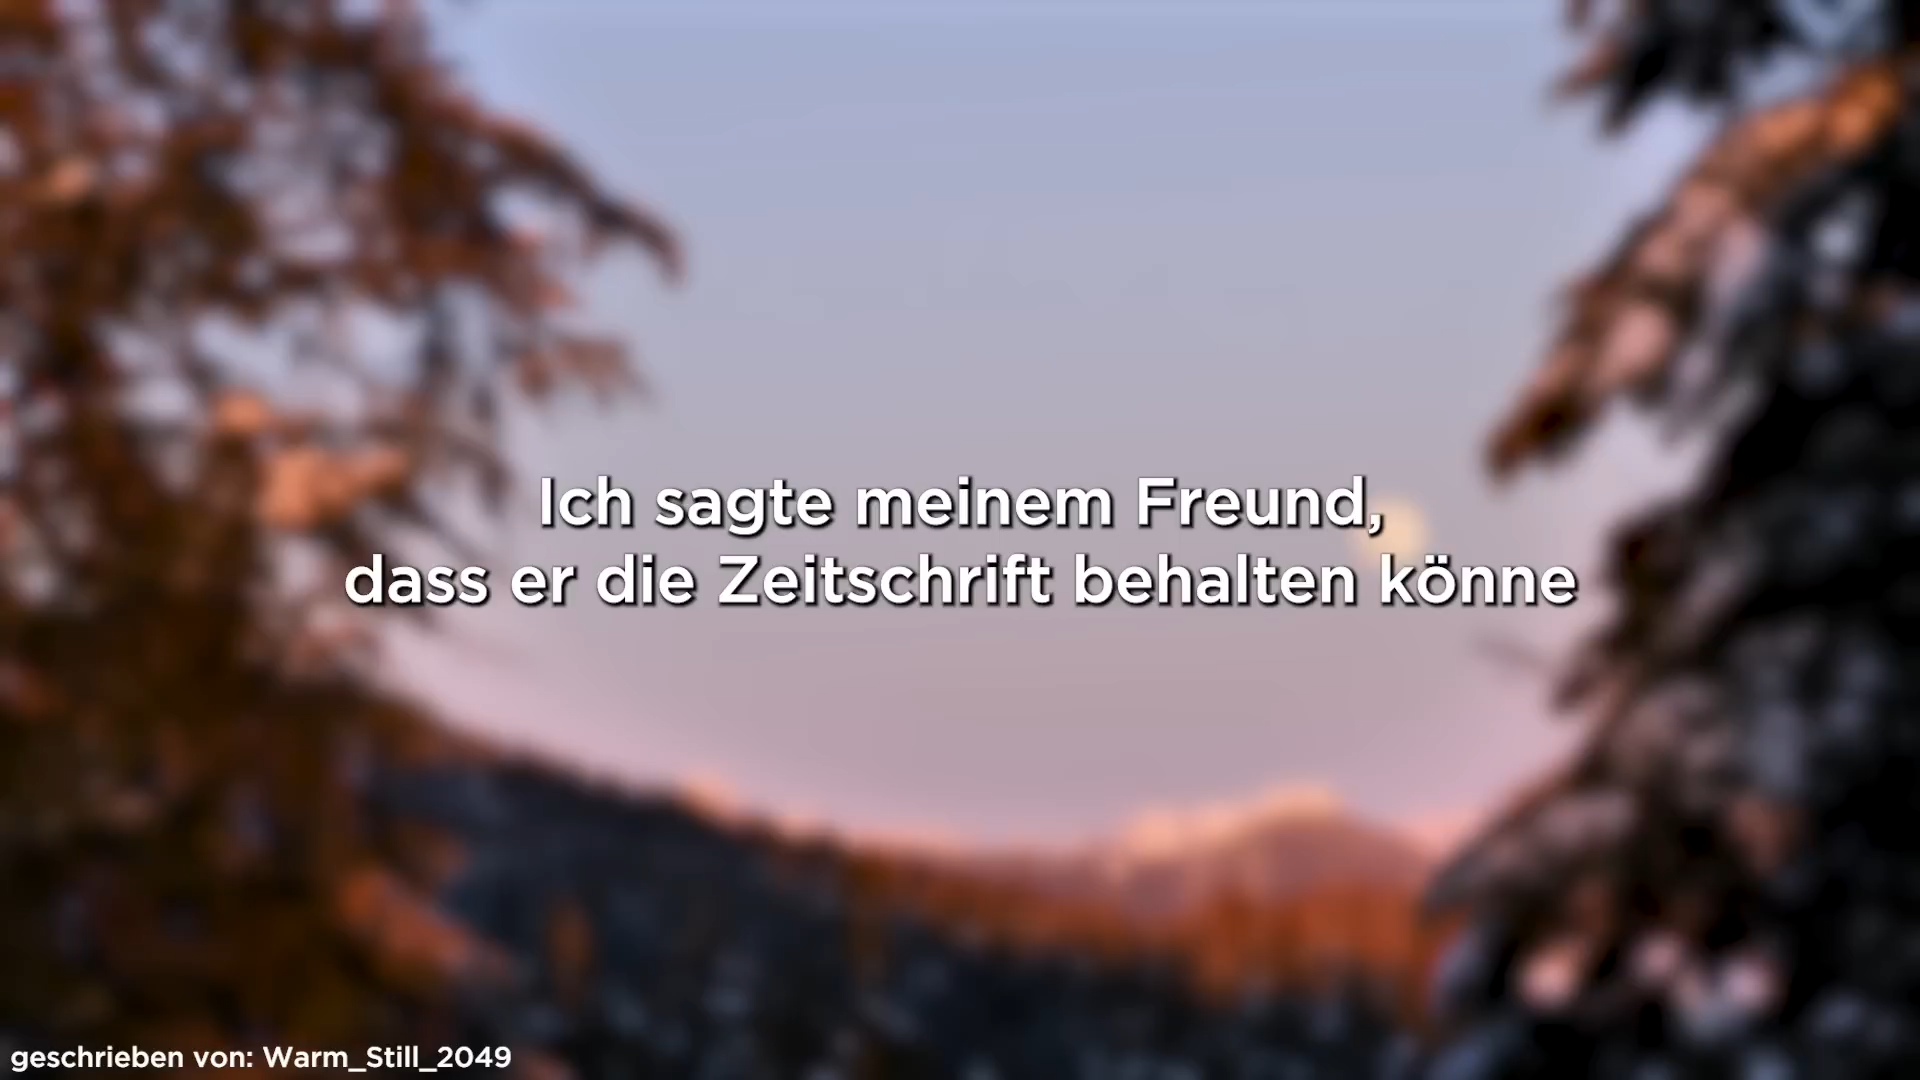 Ich sagte meinem Freund,
dass er die Zeitschrift behalten könne
geschrieben von: Warm_Still_2049